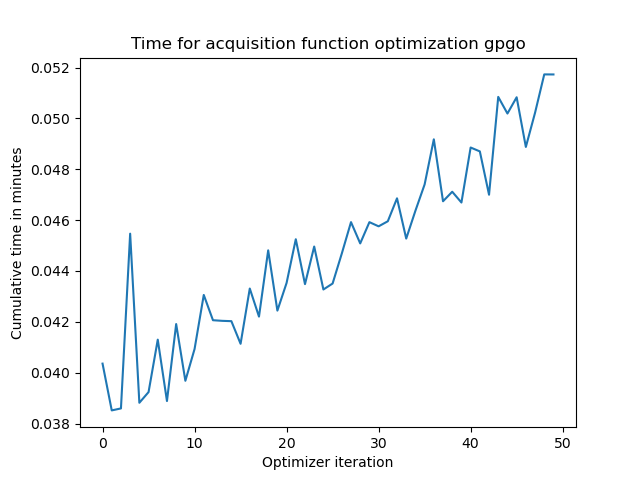 Time for acquisition function optimization gpgo
Cumulative time in minutes
0.052
0.050
0.048
0.046
0.044
0.042
0.040
0.038
0 10 20 30 40 50
Optimizer iteration